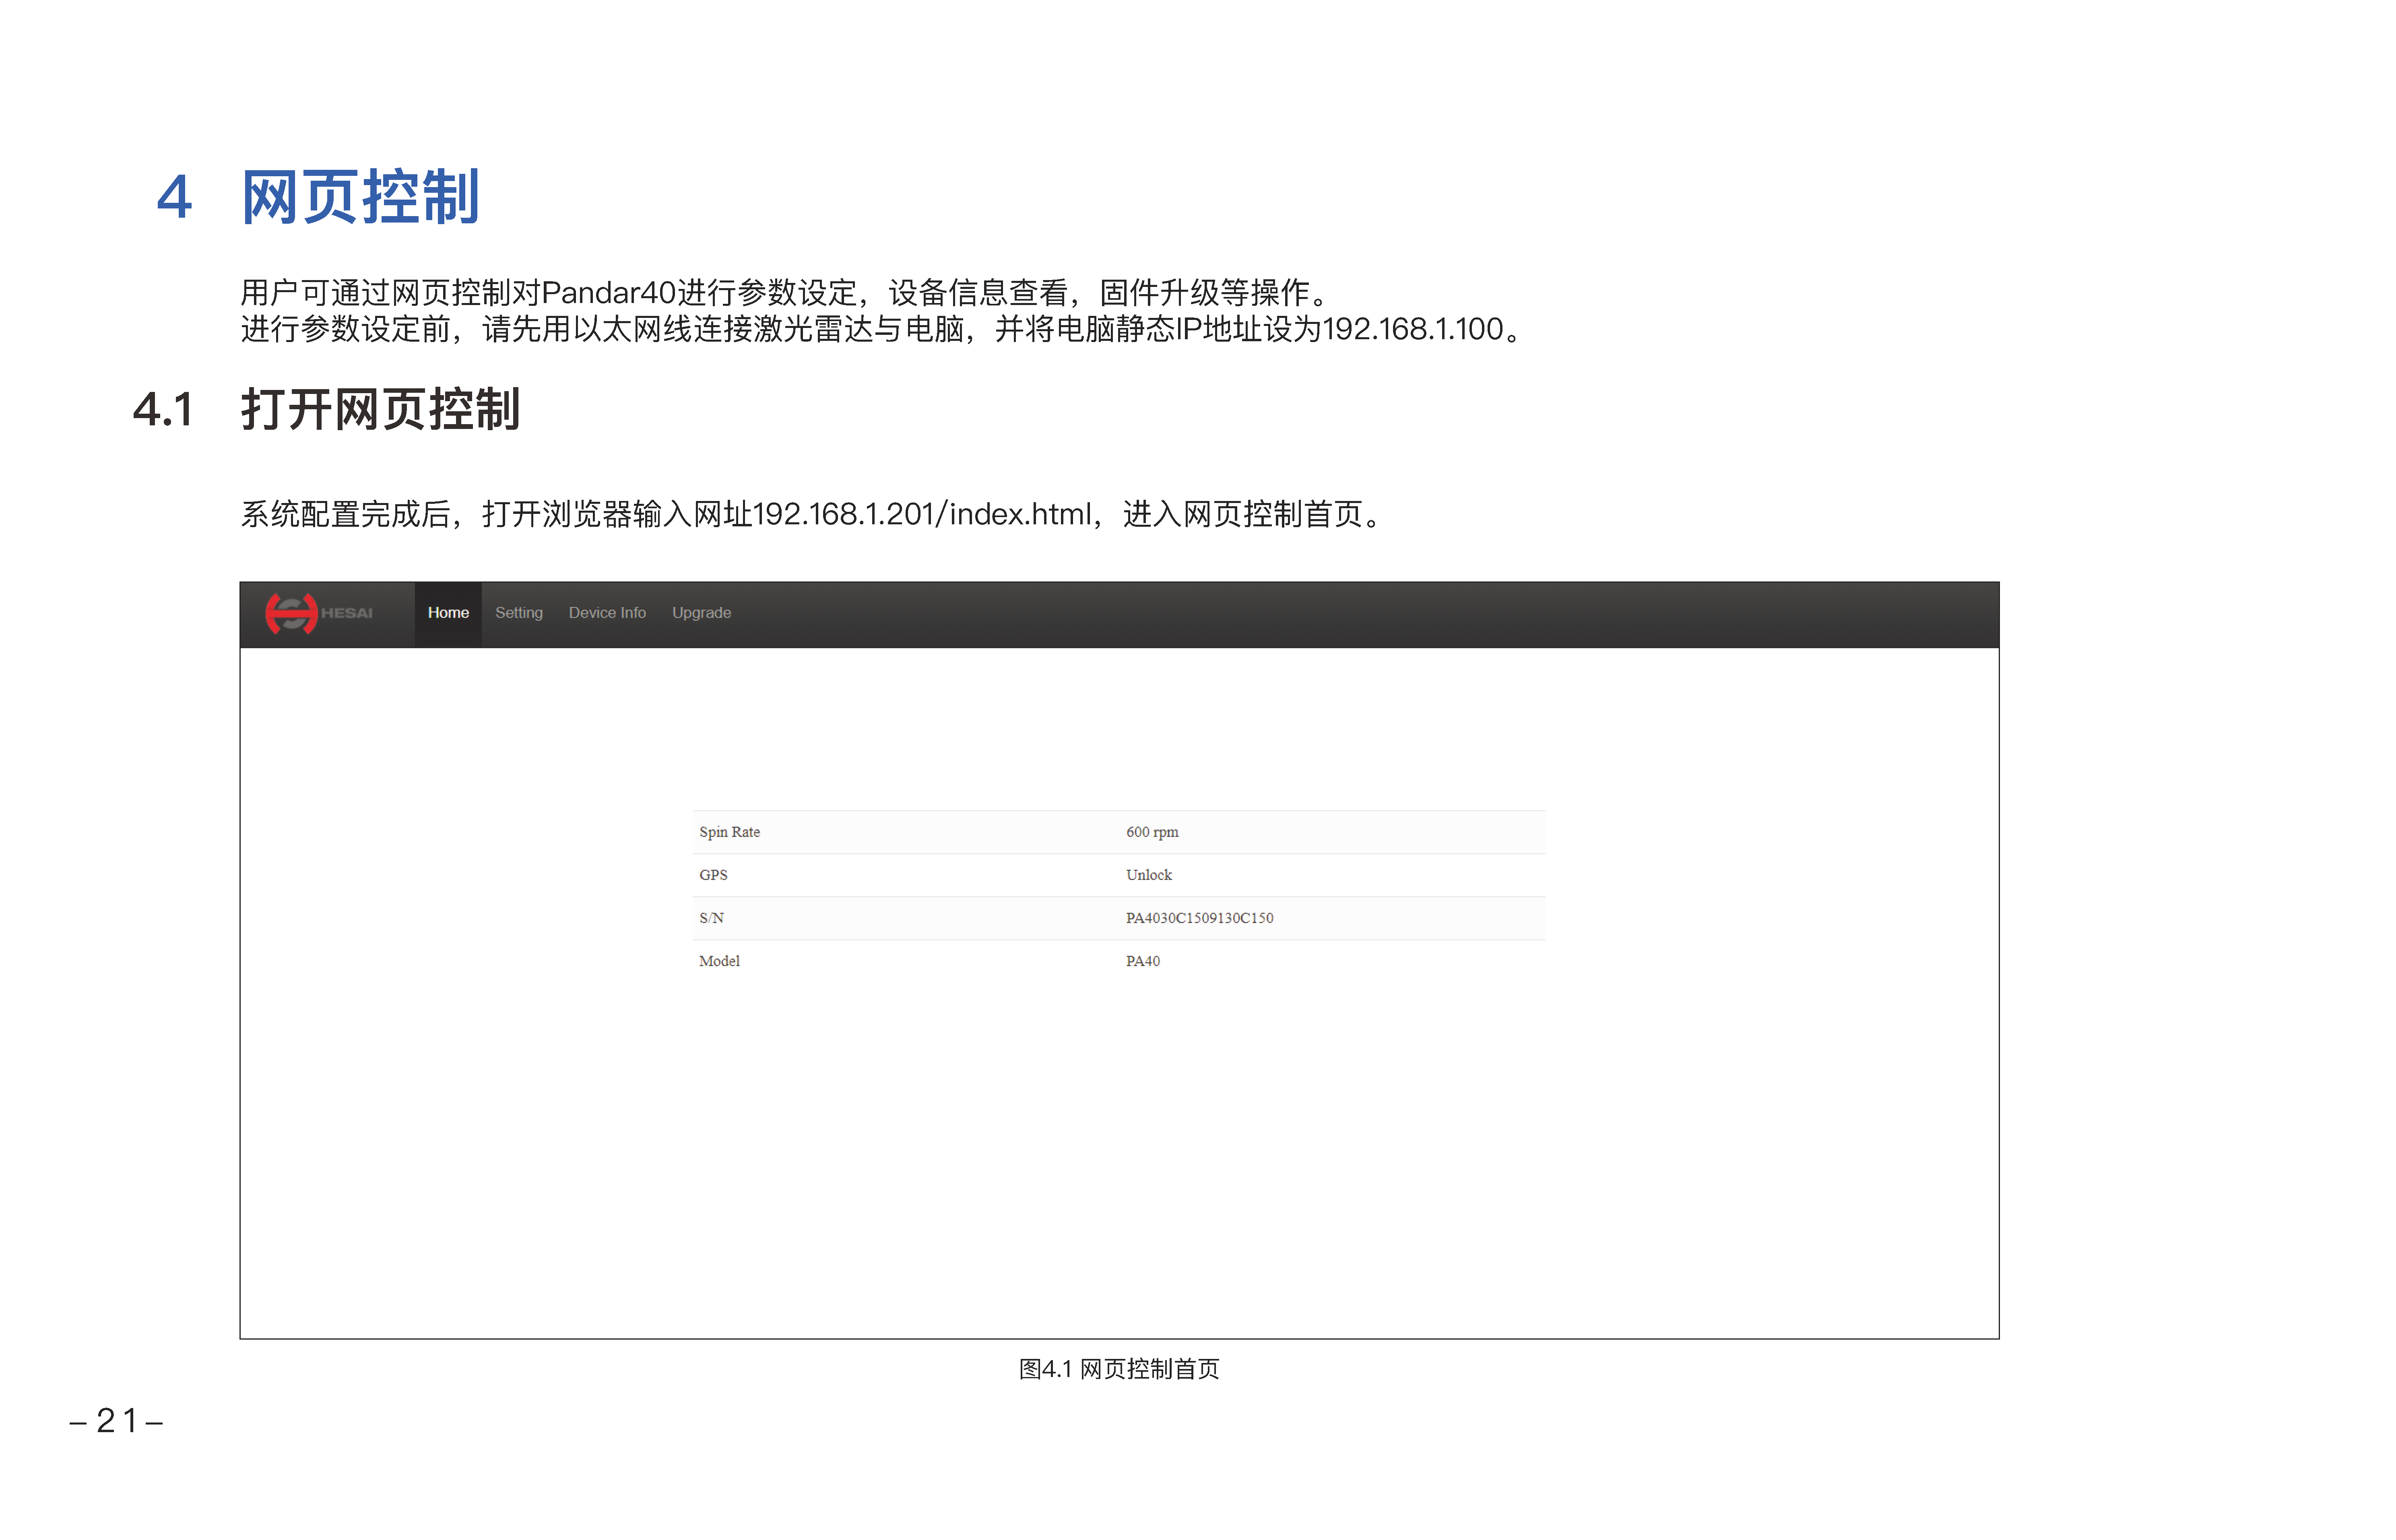 4 网页控制
用户可通过网页控制对Pandar40进行参数设定，设备信息查看，固件升级等操作。
进行参数设定前，请先用以太网线连接激光雷达与电脑，并将电脑静态IP地址设为192.168.1.100。
4.1 打开网页控制
系统配置完成后，打开浏览器输入网址192.168.1.201/index.html，进入网页控制首页。
HESAI Home Setting Device Info Upgrade
Spin Rate 600 rpm
GPS Unlock
S/N PA4030C1509130C150
Model PA40
图4.1 网页控制首页
– 2 1 –